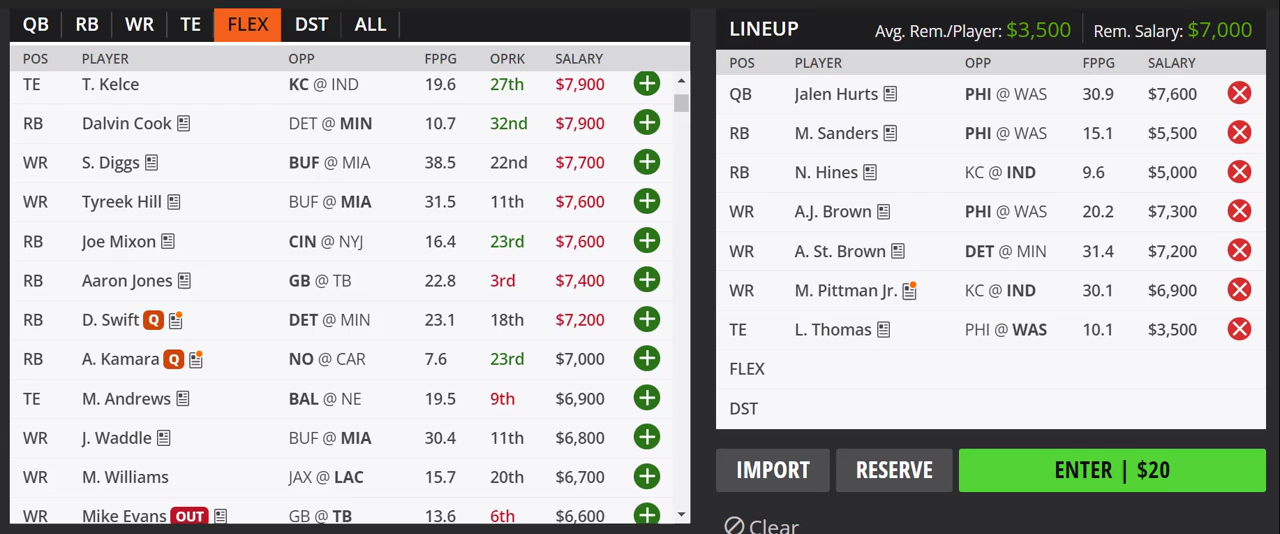 QB RB WR TE FLEX DST ALL
POS PLAYER OPP FPPG OPRK SALARY
TE T. Kelce KC @ IND 19.6 27th $7,900
RB Dalvin Cook DET @ MIN 10.7 32nd $7,900
WR S. Diggs BUF @ MIA 38.5 22nd $7,700
WR Tyreek Hill BUF @ MIA 31.5 11th $7,600
RB Joe Mixon CIN @ NYJ 16.4 23rd $7,600
RB Aaron Jones GB @ TB 22.8 3rd $7,400
RB D. Swift Q DET @ MIN 23.1 18th $7,200
RB A. Kamara Q NO @ CAR 7.6 23rd $7,000
TE M. Andrews BAL @ NE 19.5 9th $6,900
WR J. Waddle BUF @ MIA 30.4 11th $6,800
WR M. Williams JAX @ LAC 15.7 20th $6,700
WR Mike Evans OUT GB @ TB 13.6 6th $6,600
LINEUP Avg. Rem./Player: $3,500 Rem. Salary: $7,000
POS PLAYER OPP FPPG SALARY
QB Jalen Hurts PHI @ WAS 30.9 $7,600
RB M. Sanders PHI @ WAS 15.1 $5,500
RB N. Hines KC @ IND 9.6 $5,000
WR A.J. Brown PHI @ WAS 20.2 $7,300
WR A. St. Brown DET @ MIN 31.4 $7,200
WR M. Pittman Jr. KC @ IND 30.1 $6,900
TE L. Thomas PHI @ WAS 10.1 $3,500
FLEX
DST
IMPORT RESERVE ENTER | $20
Clear